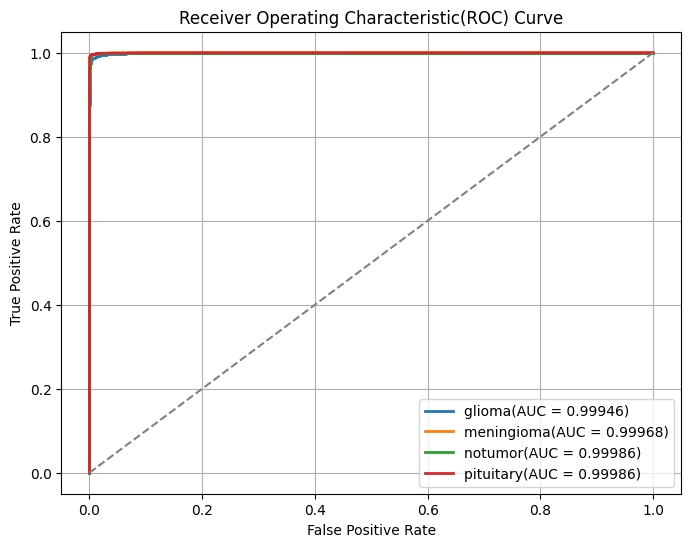 Receiver Operating Characteristic(ROC) Curve
True Positive Rate
1.0
0.8
0.6
0.4
0.2
0.0
glioma(AUC = 0.99946)
meningioma(AUC = 0.99968)
notumor(AUC = 0.99986)
pituitary(AUC = 0.99986)
0.0 0.2 0.4 0.6 0.8 1.0
False Positive Rate